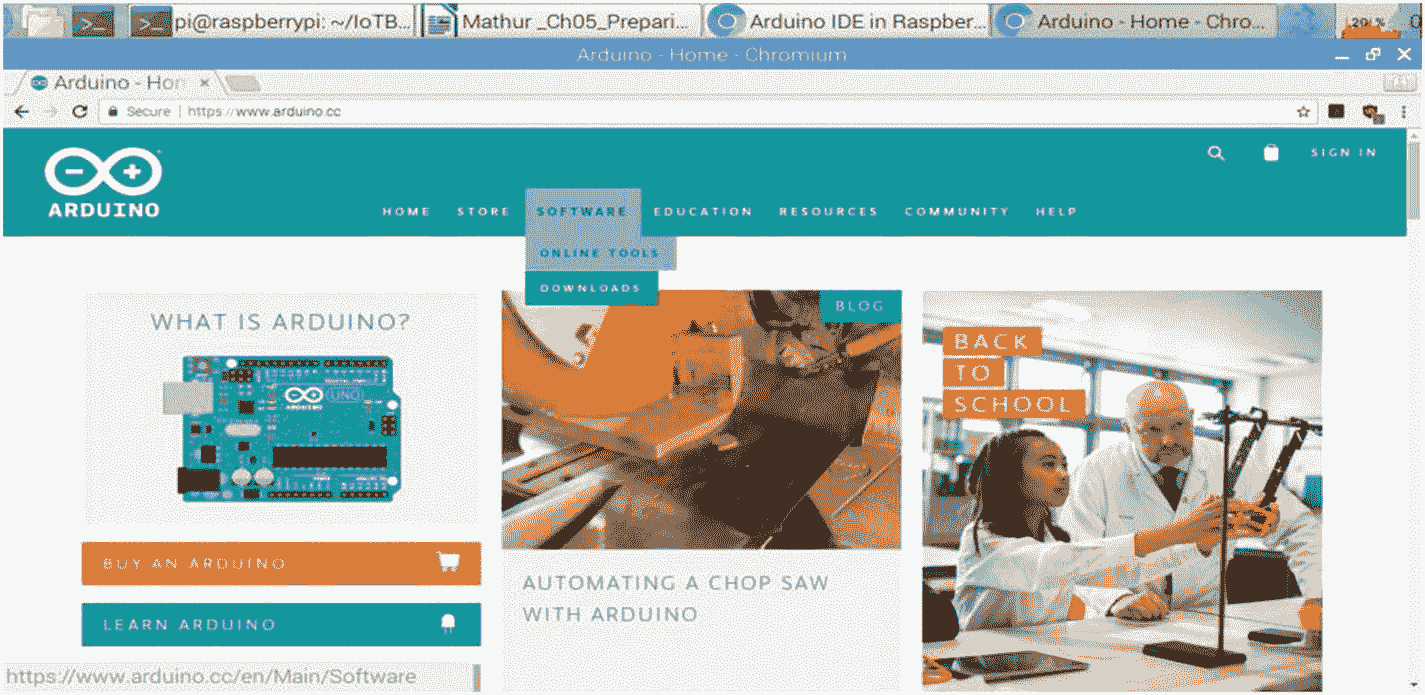 pi@raspberrypi: ~/IoTB... Mathur _Ch05_Prepari... Arduino IDE in Raspber... Arduino - Home - Chro... 20 %
Arduino - Home - Chromium
Arduino - Hom
Secure | https://www.arduino.cc
SIGN IN
ARDUINO
HOME STORE SOFTWARE EDUCATION RESOURCES COMMUNITY HELP
ONLINE TOOLS
DOWNLOADS
WHAT IS ARDUINO?
ARDUINO
UNO
BUY AN ARDUINO
LEARN ARDUINO
BLOG
AUTOMATING A CHOP SAW
WITH ARDUINO
BACK
TO
SCHOOL
https://www.arduino.cc/en/Main/Software